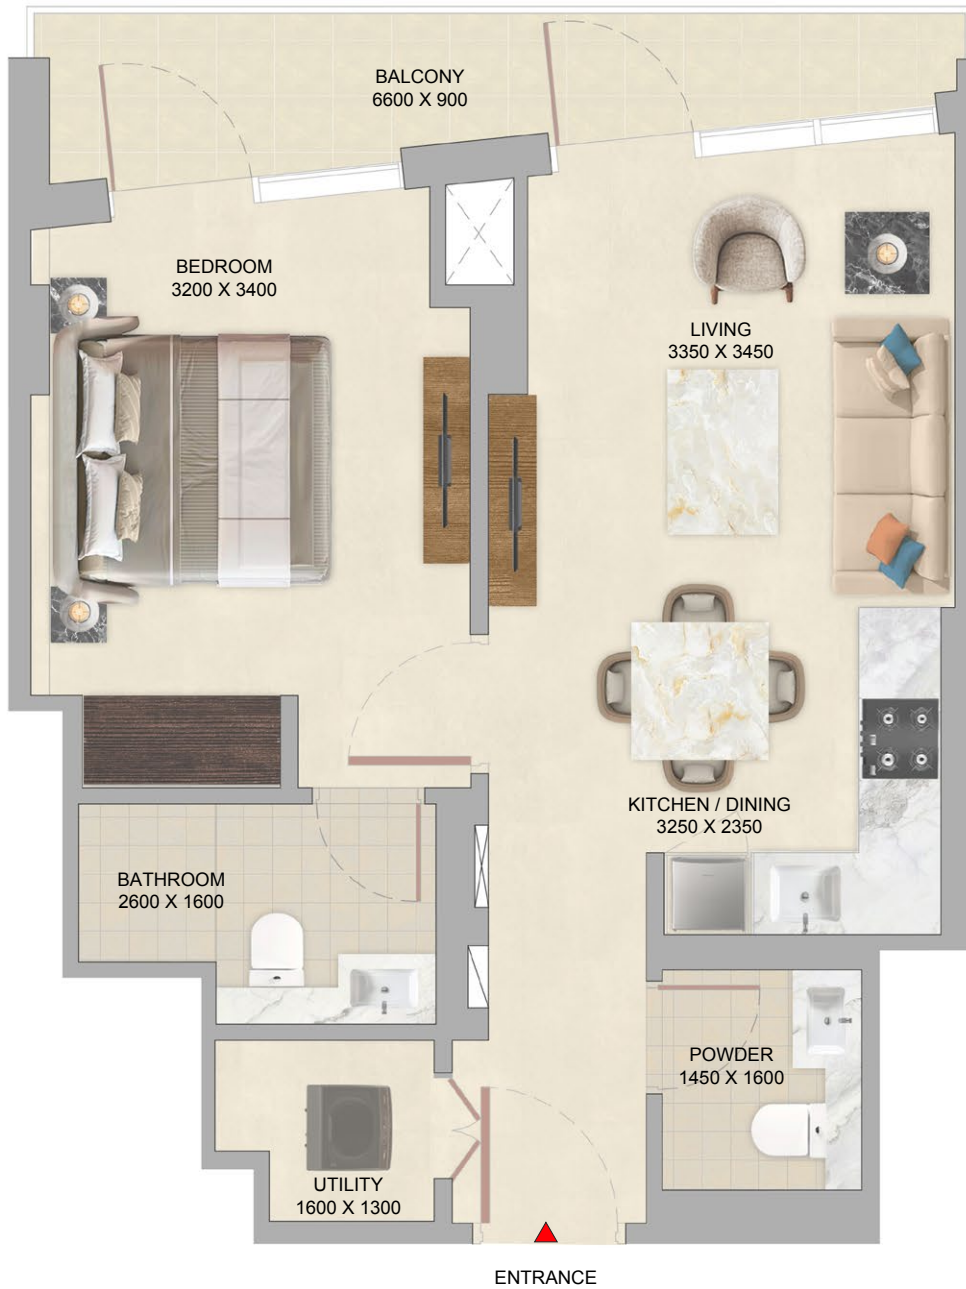 BALCONY
6600 X 900
BEDROOM
3200 X 3400
LIVING
3350 X 3450
KITCHEN / DINING
3250 X 2350
BATHROOM
2600 X 1600
POWDER
1450 X 1600
UTILITY
1600 X 1300
ENTRANCE